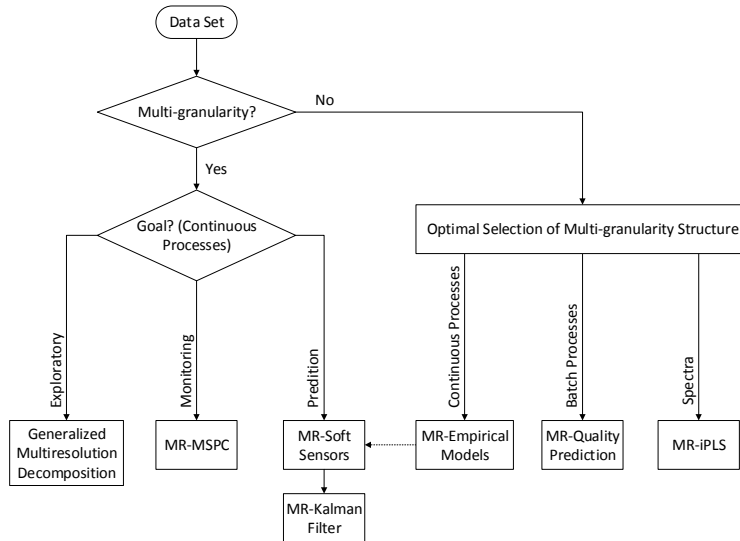 Data Set
Multi-granularity?
No
Yes
Goal? (Continuous
Processes)
Optimal Selection of Multi-granularity Structure
Exploratory
Monitoring
Predition
Continuous Processes
Batch Processes
Spectra
Generalized
Multiresolution
Decomposition
MR-MSPC
MR-Soft
Sensors
MR-Empirical
Models
MR-Quality
Prediction
MR-iPLS
MR-Kalman
Filter